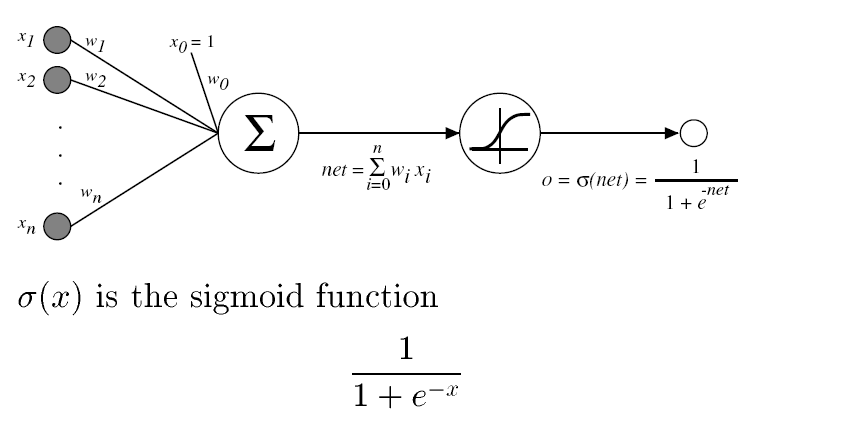 x₁ w₁ x₀ = 1
x₂ w₂ w₀
Σ
.
.
.
net = Σ_{i=0}^{n} wᵢ xᵢ
o = σ(net) = 1 / (1 + e^{-net})
wₙ
xₙ
σ(x) is the sigmoid function
1 / (1 + e^{-x})